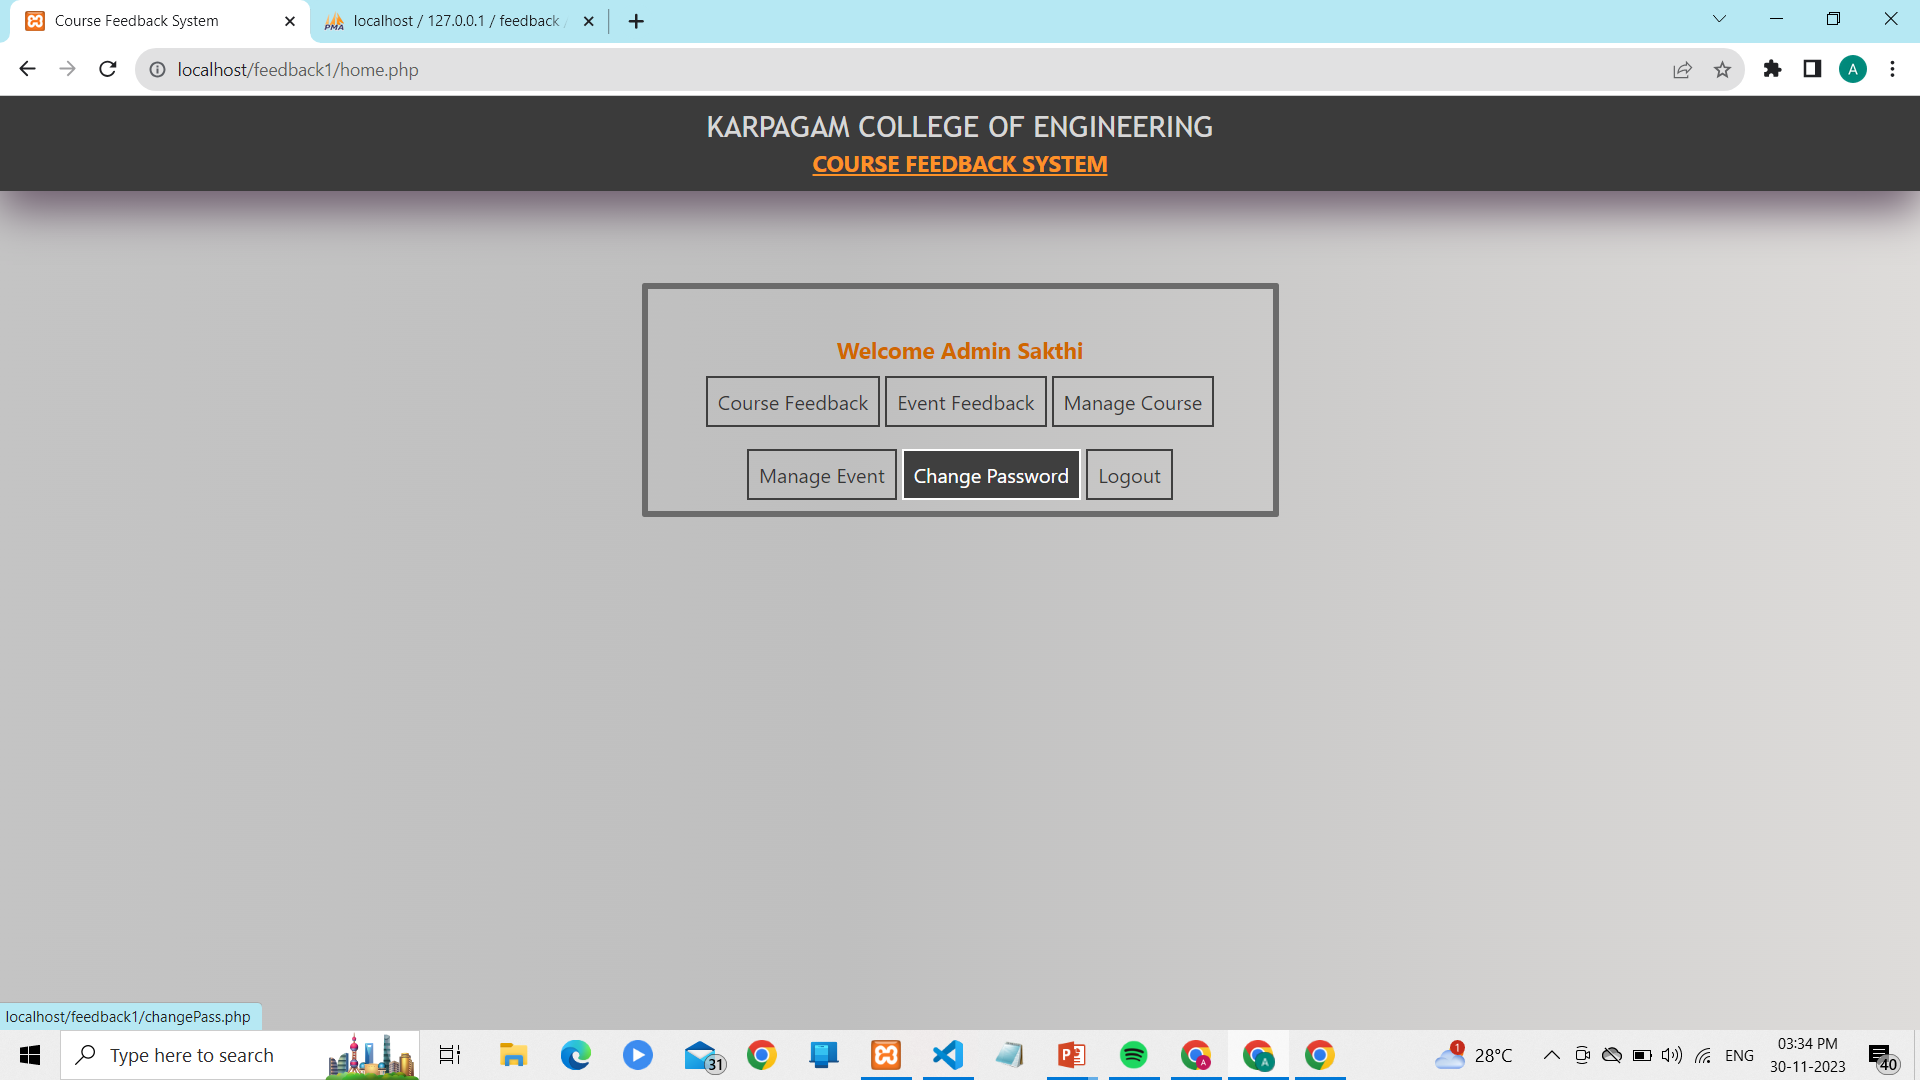 Course Feedback System
PMA localhost / 127.0.0.1 / feedback
localhost/feedback1/home.php
A
KARPAGAM COLLEGE OF ENGINEERING
COURSE FEEDBACK SYSTEM
Welcome Admin Sakthi
Course Feedback Event Feedback Manage Course
Manage Event Change Password Logout
localhost/feedback1/changePass.php
Type here to search
31
A
A
1
28°C
ENG
03:34 PM
30-11-2023
40